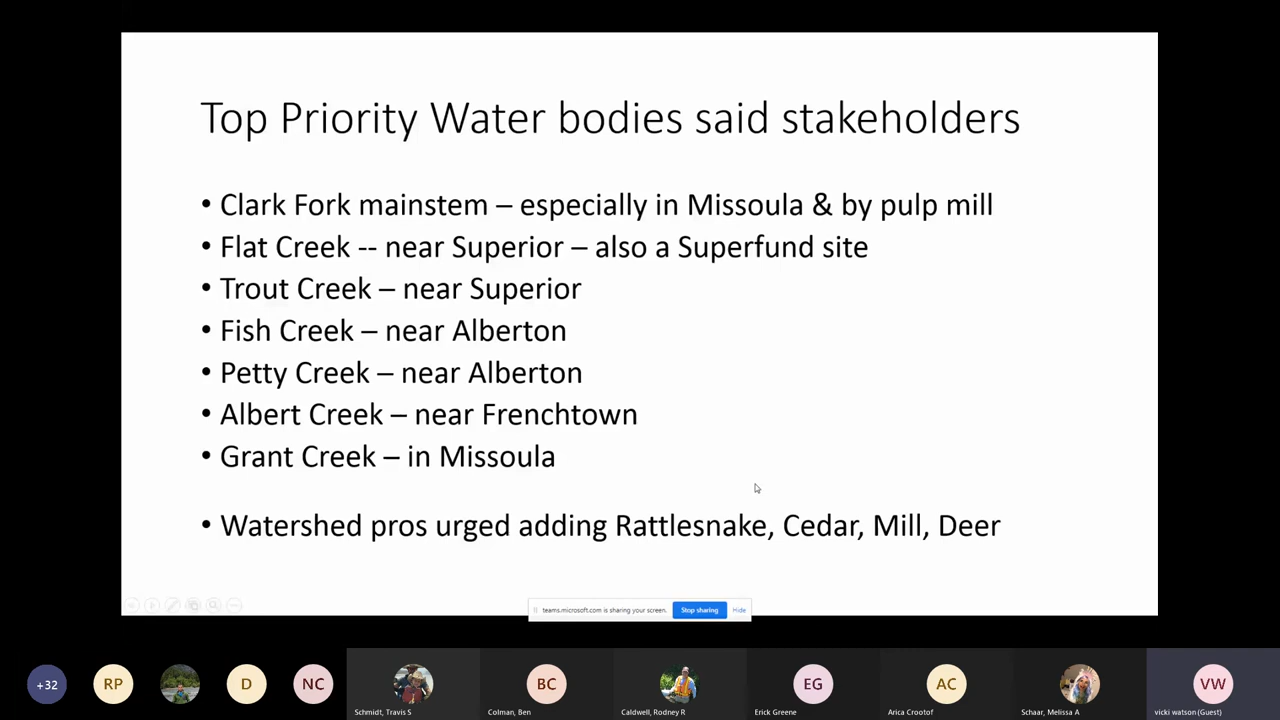 Top Priority Water bodies said stakeholders
• Clark Fork mainstem – especially in Missoula & by pulp mill
• Flat Creek -- near Superior – also a Superfund site
• Trout Creek – near Superior
• Fish Creek – near Alberton
• Petty Creek – near Alberton
• Albert Creek – near Frenchtown
• Grant Creek – in Missoula
• Watershed pros urged adding Rattlesnake, Cedar, Mill, Deer
teams.microsoft.com is sharing your screen. Stop sharing Hide
+32 RP D NC BC EG AC VW
Schmidt, Travis S Colman, Ben Caldwell, Rodney R Erick Greene Arica Crootof Schaar, Melissa A vicki watson (Guest)